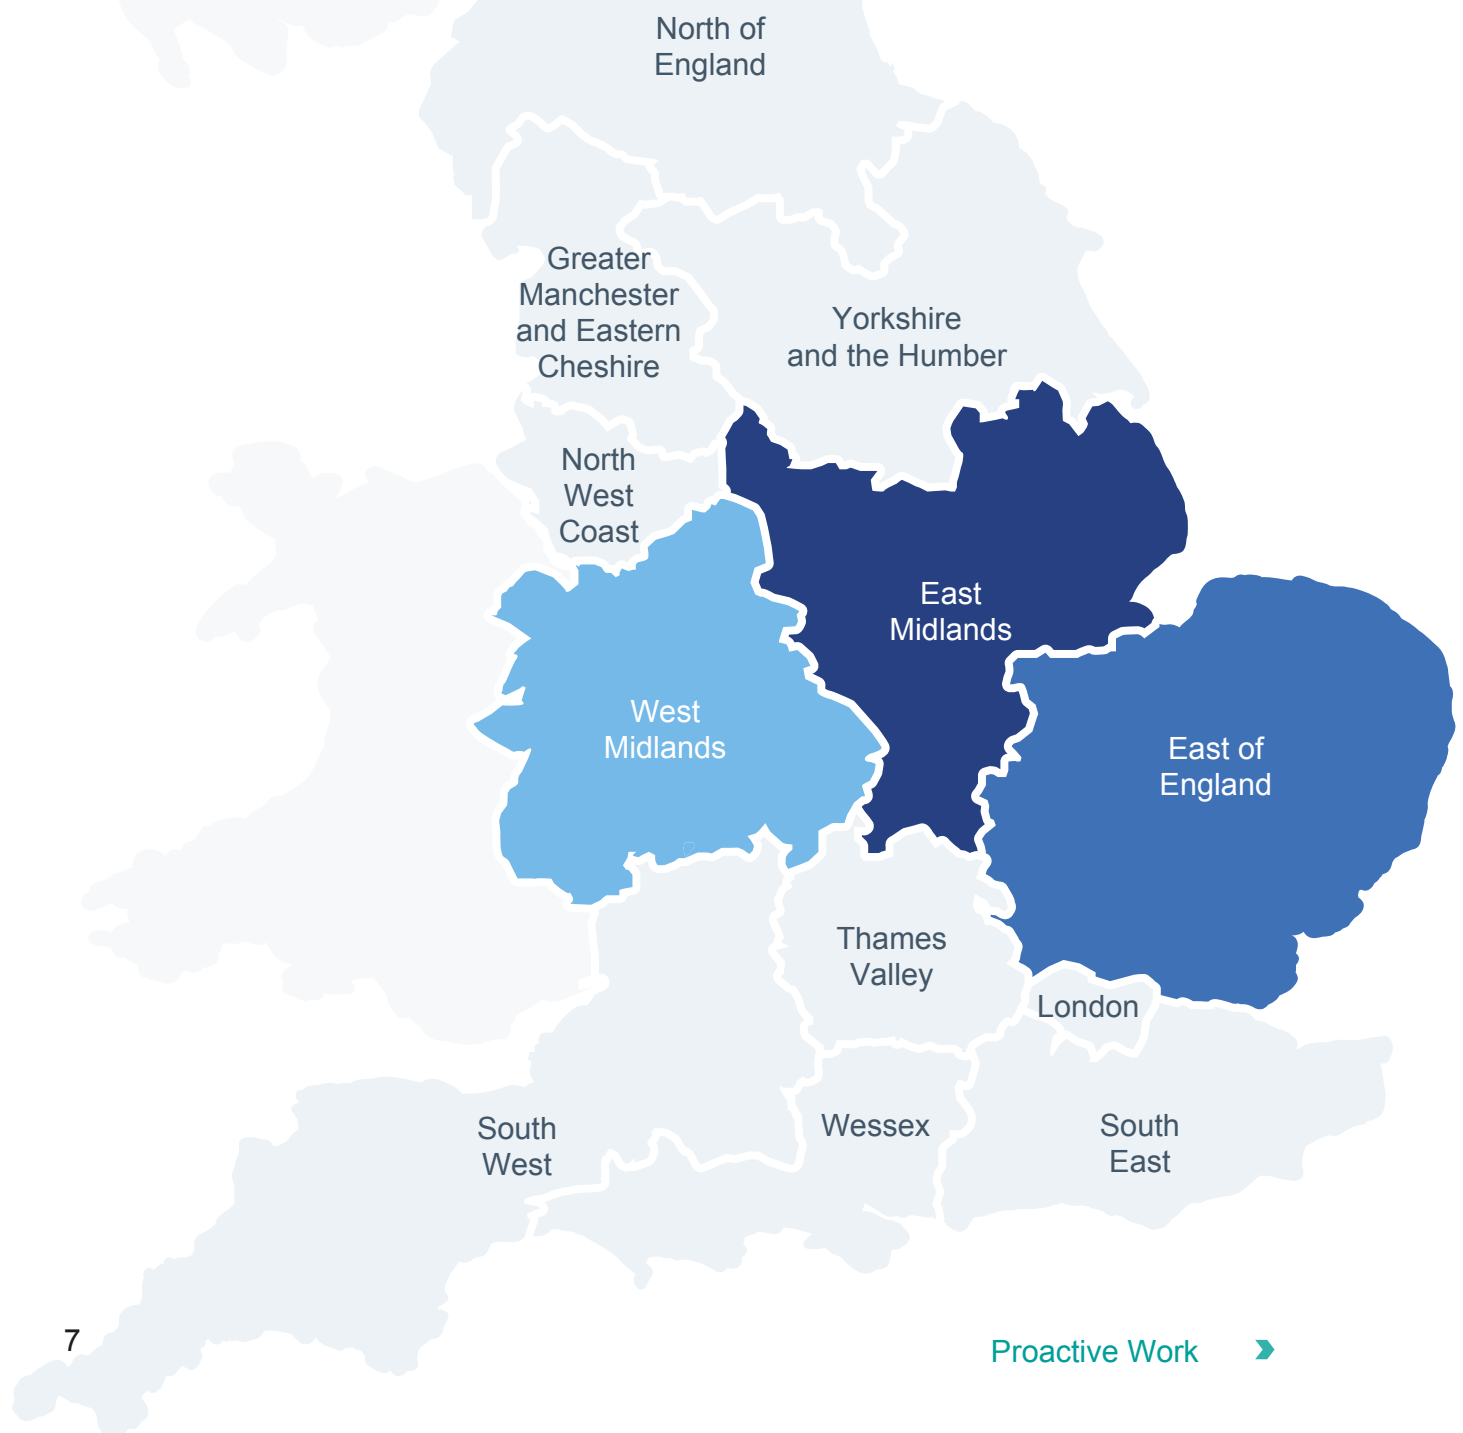 North of
England
Greater
Manchester
and Eastern
Cheshire
Yorkshire
and the Humber
North
West
Coast
East
Midlands
West
Midlands
East of
England
Thames
Valley
London
South
West
Wessex
South
East
7
Proactive Work